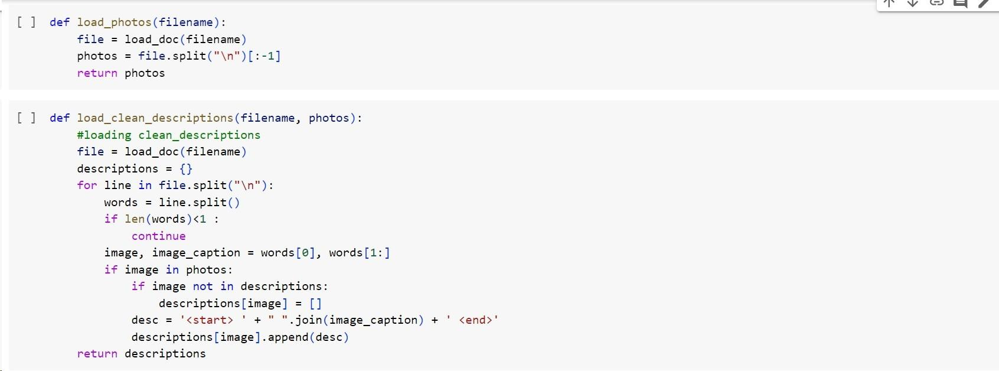 [ ] def load_photos(filename):
        file = load_doc(filename)
        photos = file.split("\n")[:-1]
        return photos
[ ] def load_clean_descriptions(filename, photos):
        #loading clean_descriptions
        file = load_doc(filename)
        descriptions = {}
        for line in file.split("\n"):
            words = line.split()
            if len(words)<1 :
                continue
            image, image_caption = words[0], words[1:]
            if image in photos:
                if image not in descriptions:
                    descriptions[image] = []
                desc = '<start> ' + " ".join(image_caption) + ' <end>'
                descriptions[image].append(desc)
        return descriptions